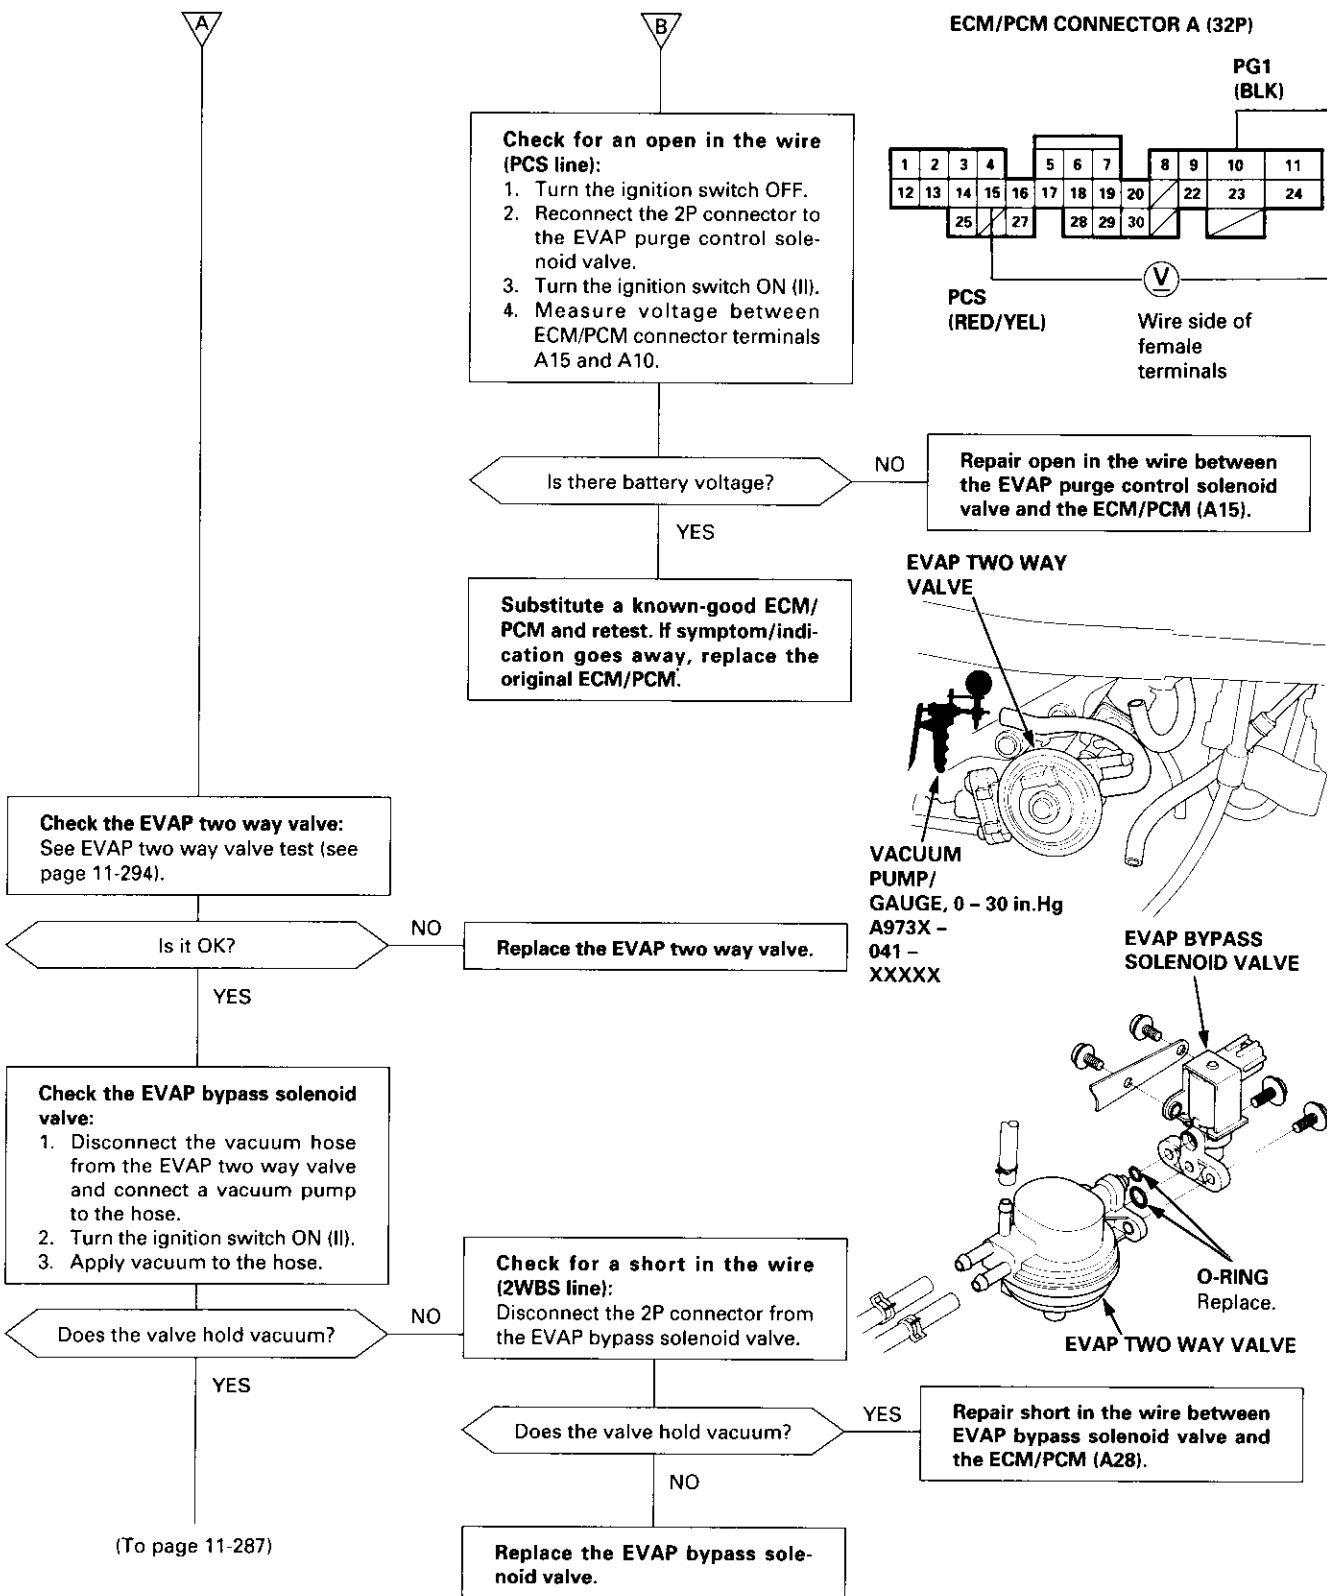 A
B
ECM/PCM CONNECTOR A (32P)
PG1
(BLK)
1 2 3 4 5 6 7 8 9 10 11
12 13 14 15 16 17 18 19 20 22 23 24
25 27 28 29 30
PCS
(RED/YEL)
V
Wire side of
female
terminals
Check for an open in the wire
(PCS line):
1. Turn the ignition switch OFF.
2. Reconnect the 2P connector to
the EVAP purge control sole-
noid valve.
3. Turn the ignition switch ON (II).
4. Measure voltage between
ECM/PCM connector terminals
A15 and A10.
Is there battery voltage?
NO
Repair open in the wire between
the EVAP purge control solenoid
valve and the ECM/PCM (A15).
YES
Substitute a known-good ECM/
PCM and retest. If symptom/indi-
cation goes away, replace the
original ECM/PCM.
EVAP TWO WAY
VALVE
VACUUM
PUMP/
GAUGE, 0 – 30 in.Hg
A973X –
041 –
XXXXX
Check the EVAP two way valve:
See EVAP two way valve test (see
page 11-294).
Is it OK?
NO
Replace the EVAP two way valve.
YES
EVAP BYPASS
SOLENOID VALVE
O-RING
Replace.
EVAP TWO WAY VALVE
Check the EVAP bypass solenoid
valve:
1. Disconnect the vacuum hose
from the EVAP two way valve
and connect a vacuum pump
to the hose.
2. Turn the ignition switch ON (II).
3. Apply vacuum to the hose.
Does the valve hold vacuum?
NO
Check for a short in the wire
(2WBS line):
Disconnect the 2P connector from
the EVAP bypass solenoid valve.
YES
Does the valve hold vacuum?
YES
Repair short in the wire between
EVAP bypass solenoid valve and
the ECM/PCM (A28).
NO
(To page 11-287)
Replace the EVAP bypass sole-
noid valve.